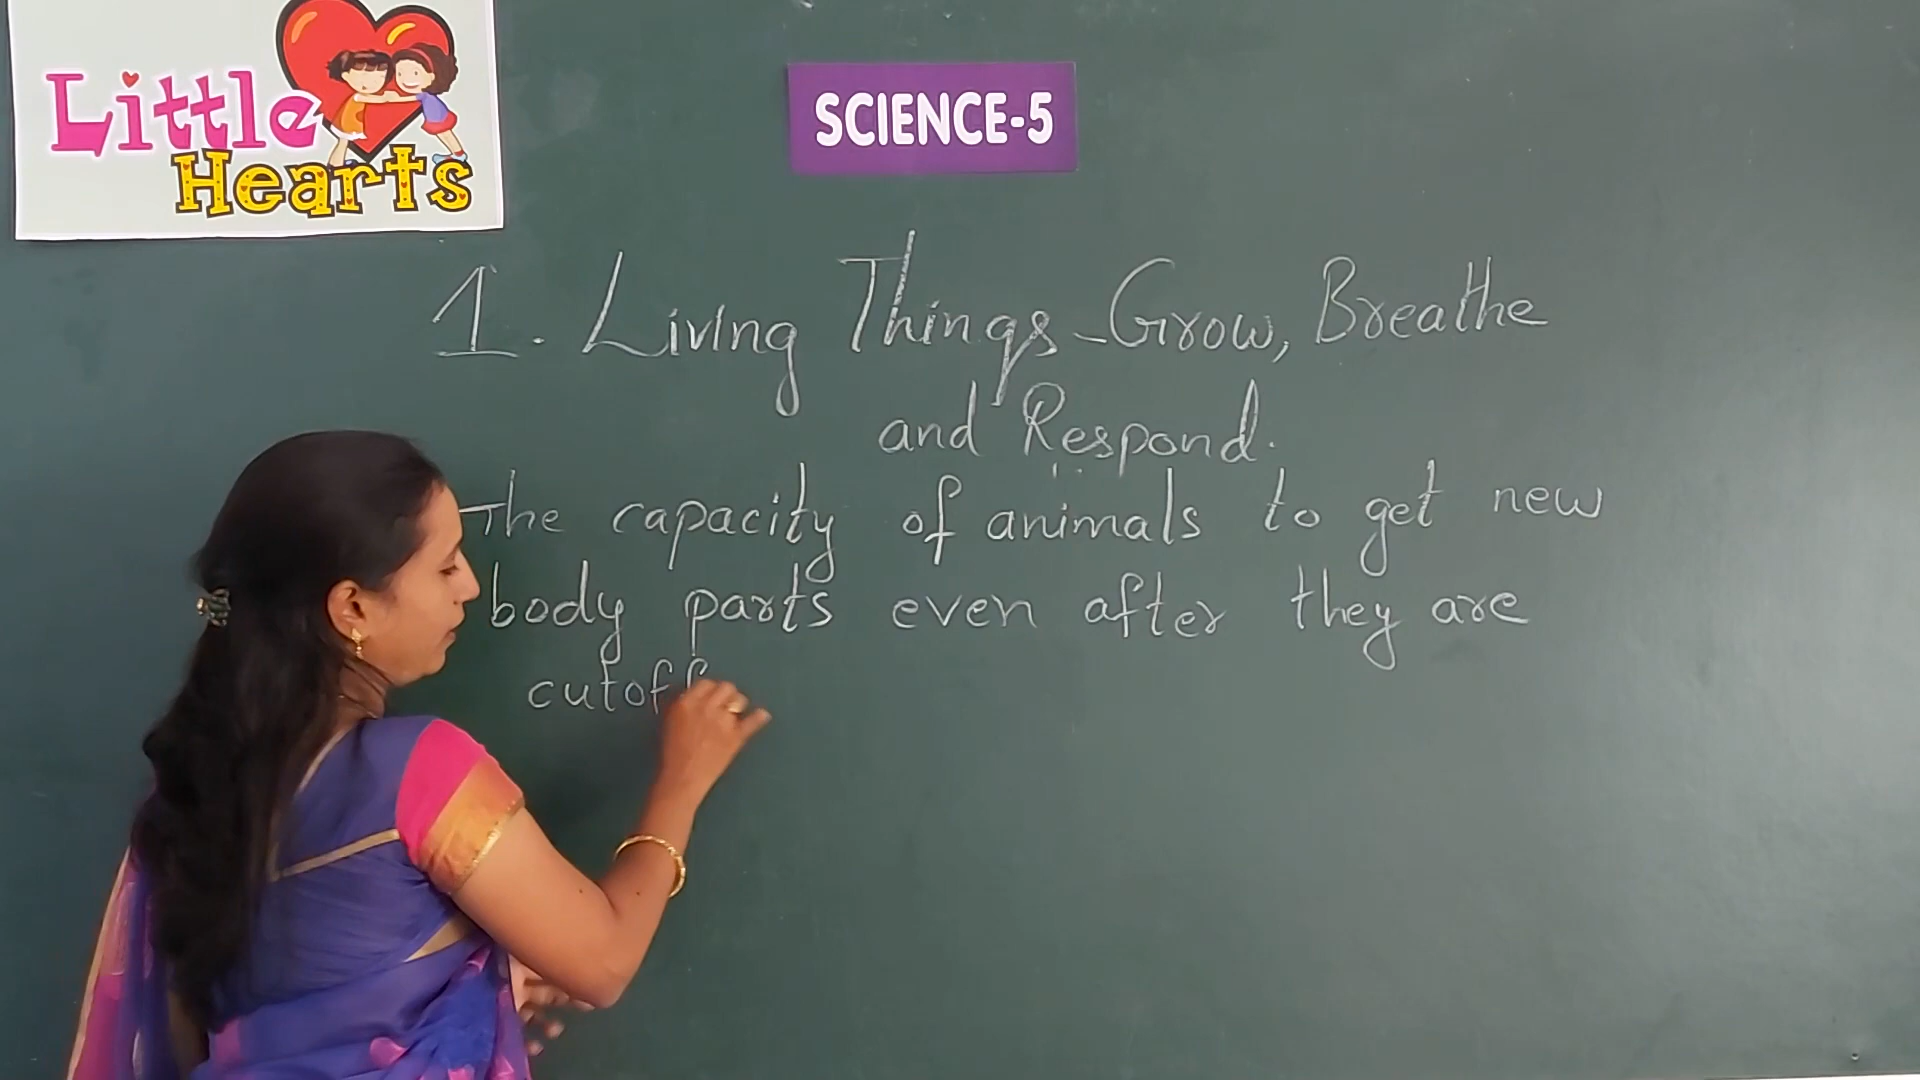 Little
Hearts
SCIENCE-5
1. Living Things - Grow, Breathe
and Respond.
The capacity of animals to get new
body parts even after they are
cutoff